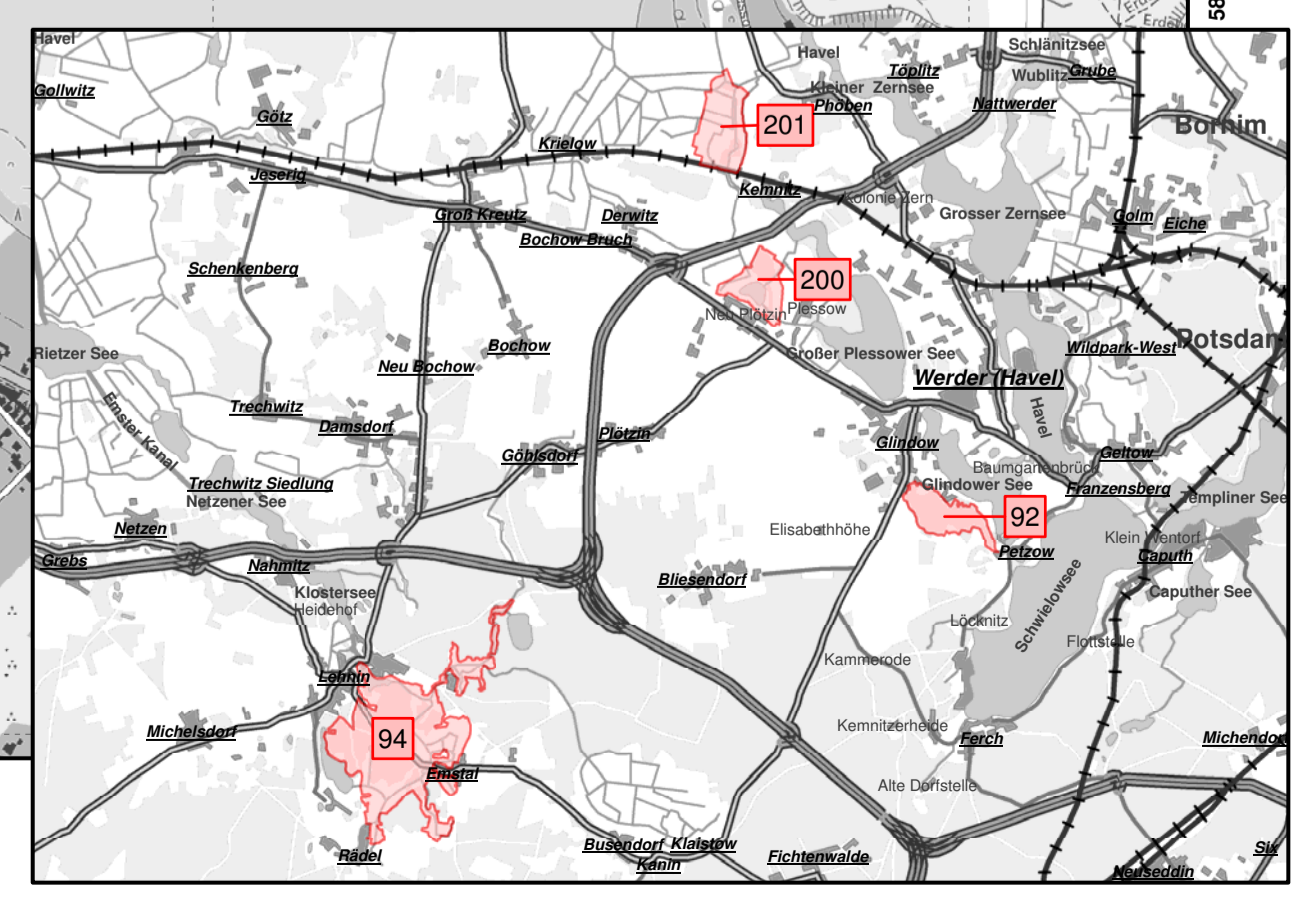 58
Havel
Gollwitz
Götz
Jeserig
Krielow
Groß Kreutz
Derwitz
Bochow Bruch
Schenkenberg
201
200
Havel
Kleiner Zernsee
Töplitz
Phöben
Schlänitzsee
Wublitz
Grube
Nattwerder
Bornim
Kemnitz
Kolonie Zern
Grosser Zernsee
Golm
Eiche
Neu Plötzin
Plessow
Großer Plessower See
Wildpark-West
Potsdam
Werder (Havel)
Havel
Rietzer See
Emster Kanal
Bochow
Neu Bochow
Trechwitz
Damsdorf
Göhlsdorf
Plötzin
Trechwitz Siedlung
Netzener See
Glindow
Baumgartenbrück
Glindower See
Geltow
Franzensberg
Templiner See
92
Elisabethhöhe
Petzow
Klein Wentorf
Caputh
Caputher See
Netzen
Grebs
Nahmitz
Klostersee
Heidehof
Bliesendorf
Löcknitz
Schwielowsee
Flottstelle
Kammerode
Lehnin
Michelsdorf
94
Emstal
Rädel
Kemnitzerheide
Ferch
Michendorf
Alte Dorfstelle
Busendorf
Klaistow
Kanin
Fichtenwalde
Neuseddin
Six